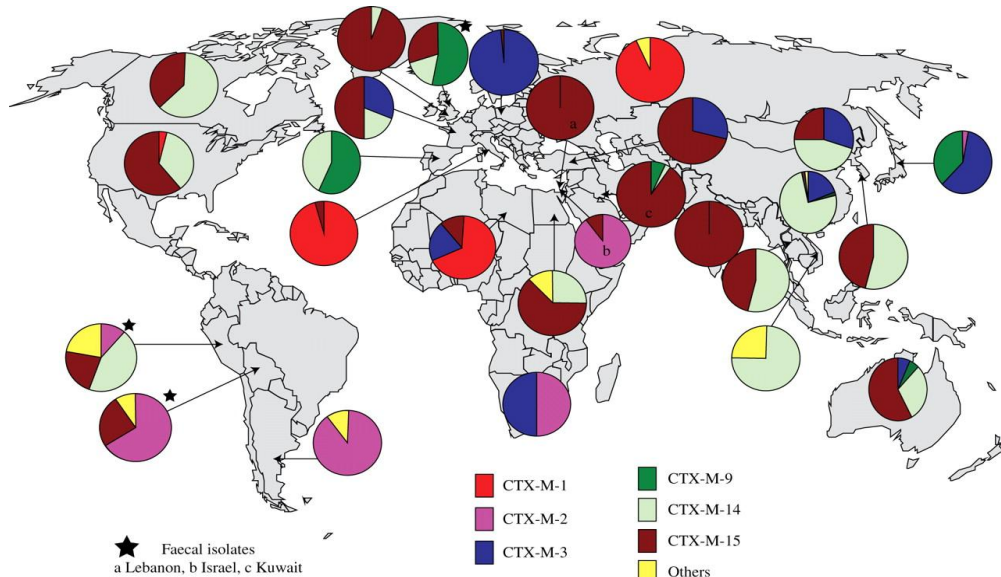 a
c
b
CTX-M-1
CTX-M-2
CTX-M-3
CTX-M-9
CTX-M-14
CTX-M-15
Others
Faecal isolates
a Lebanon, b Israel, c Kuwait